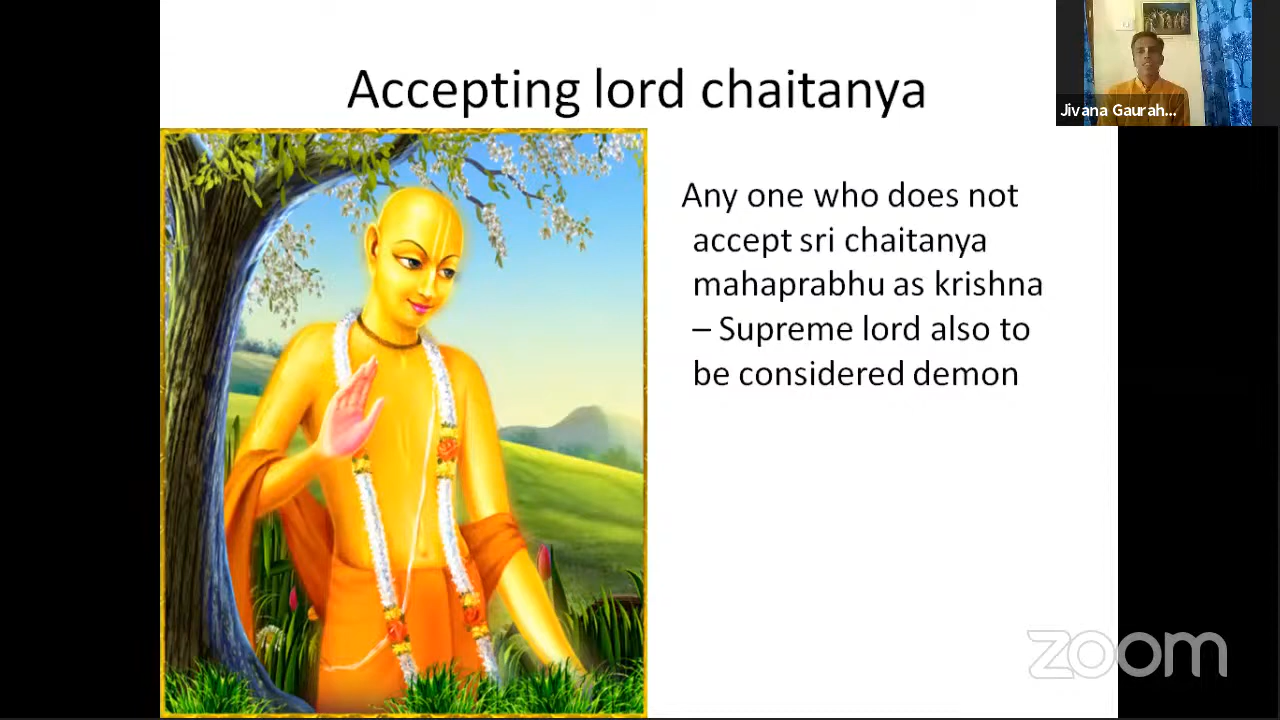 Accepting lord chaitanya
Jivana Gaurah...
Any one who does not
accept sri chaitanya
mahaprabhu as krishna
– Supreme lord also to
be considered demon
zoom